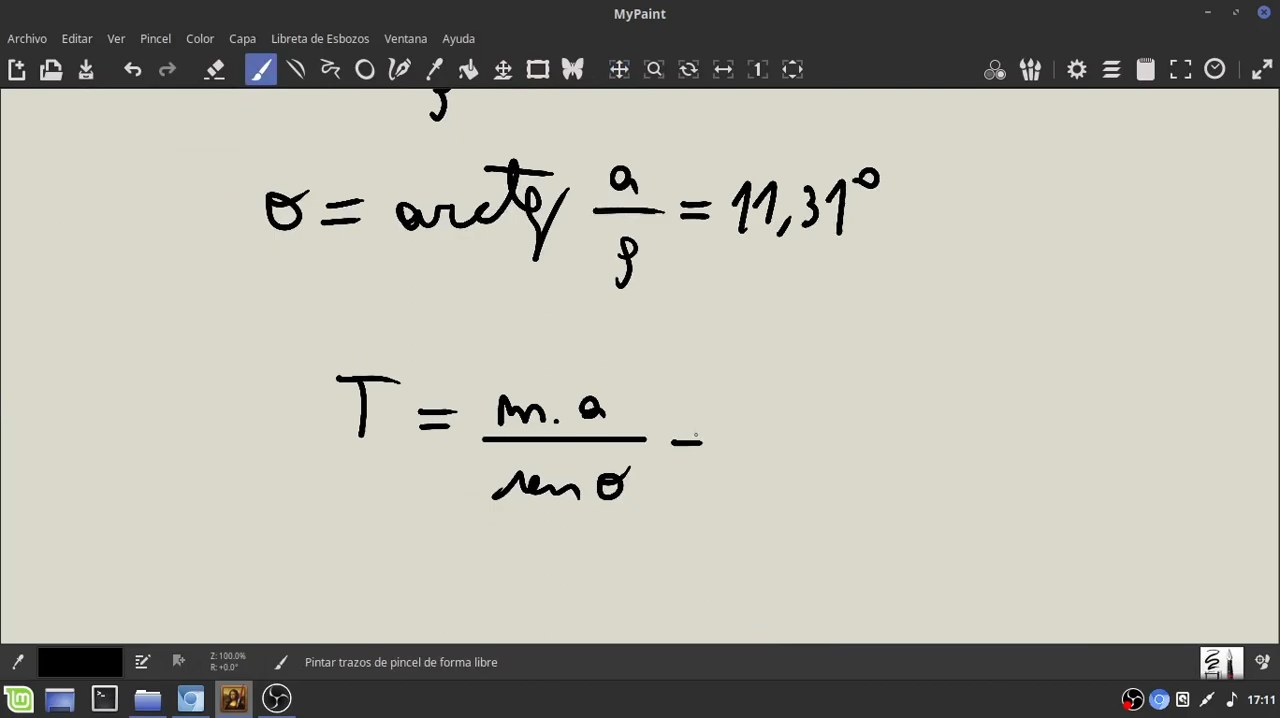 MyPaint
Archivo Editar Ver Pincel Color Capa Libreta de Esbozos Ventana Ayuda
σ = arctg a/g = 11,31°
T = m. a / sen σ =
Z: 100.0%
R: +0.0°
Pintar trazos de pincel de forma libre
17:11